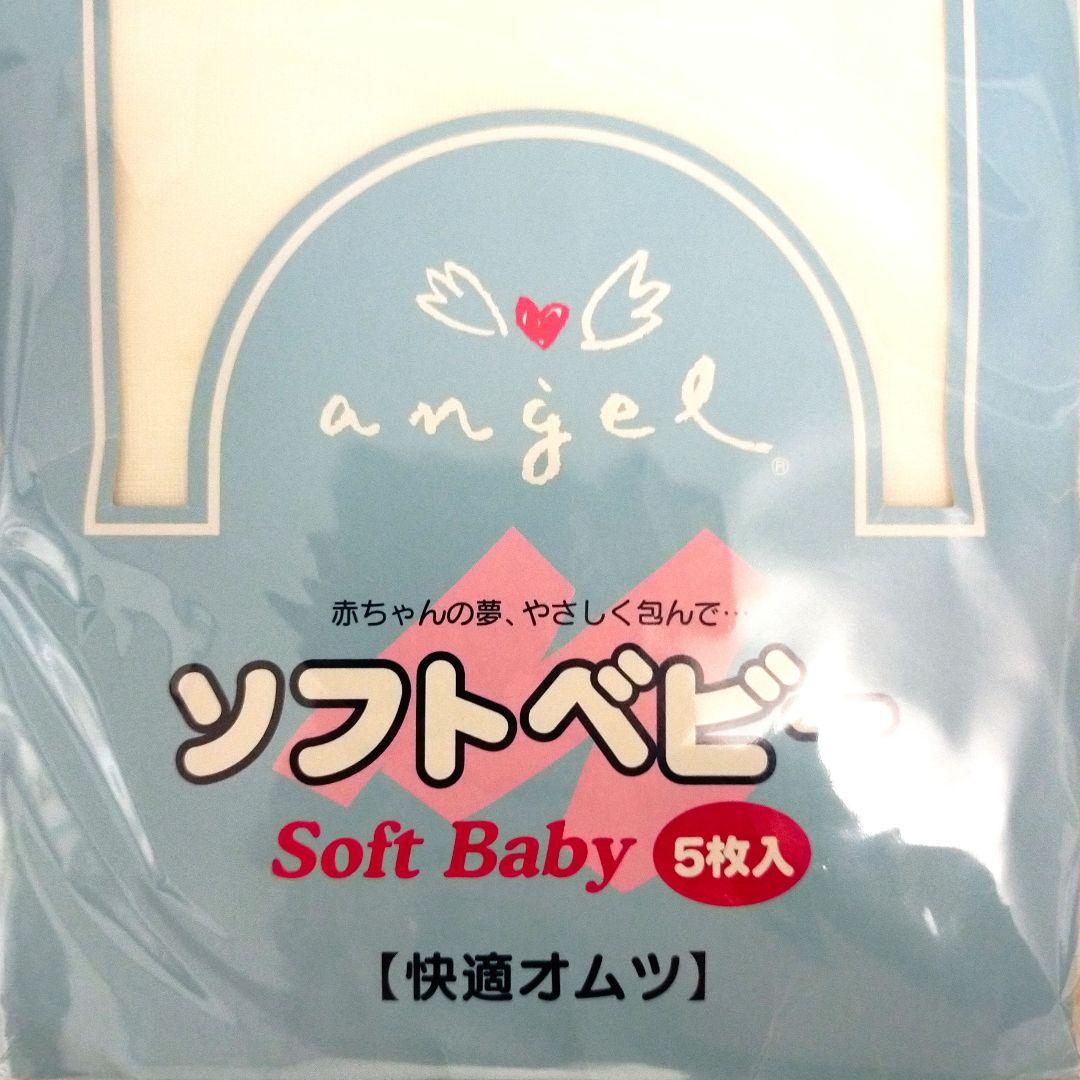 angel®
赤ちゃんの夢、やさしく包んで…
ソフトベビー
Soft Baby 5枚入
【快適オムツ】